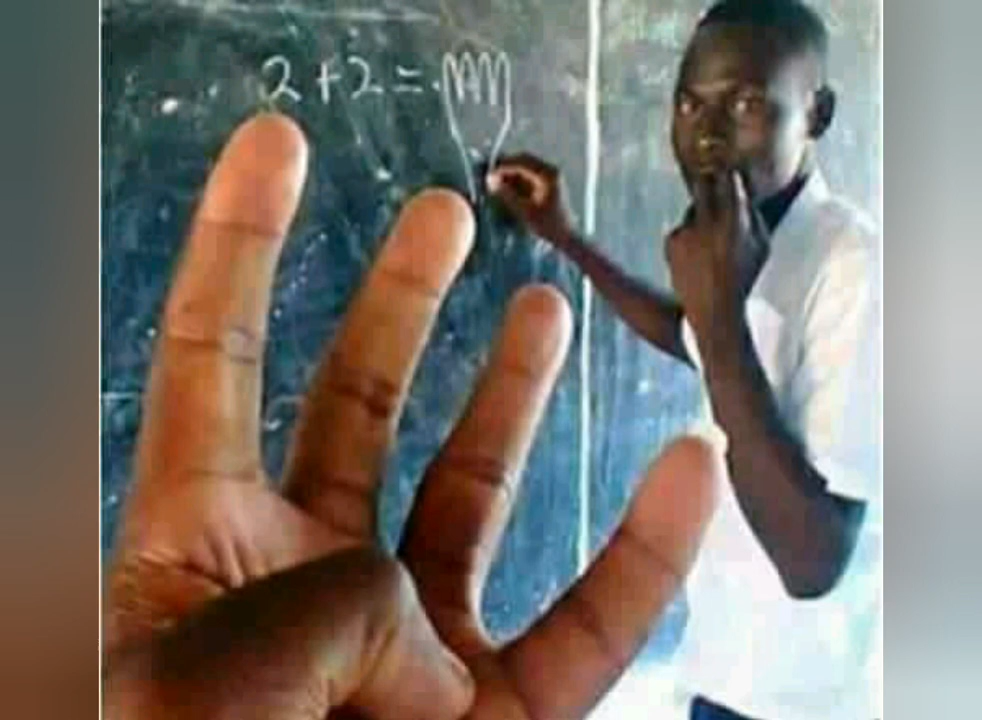 2 + 2 =